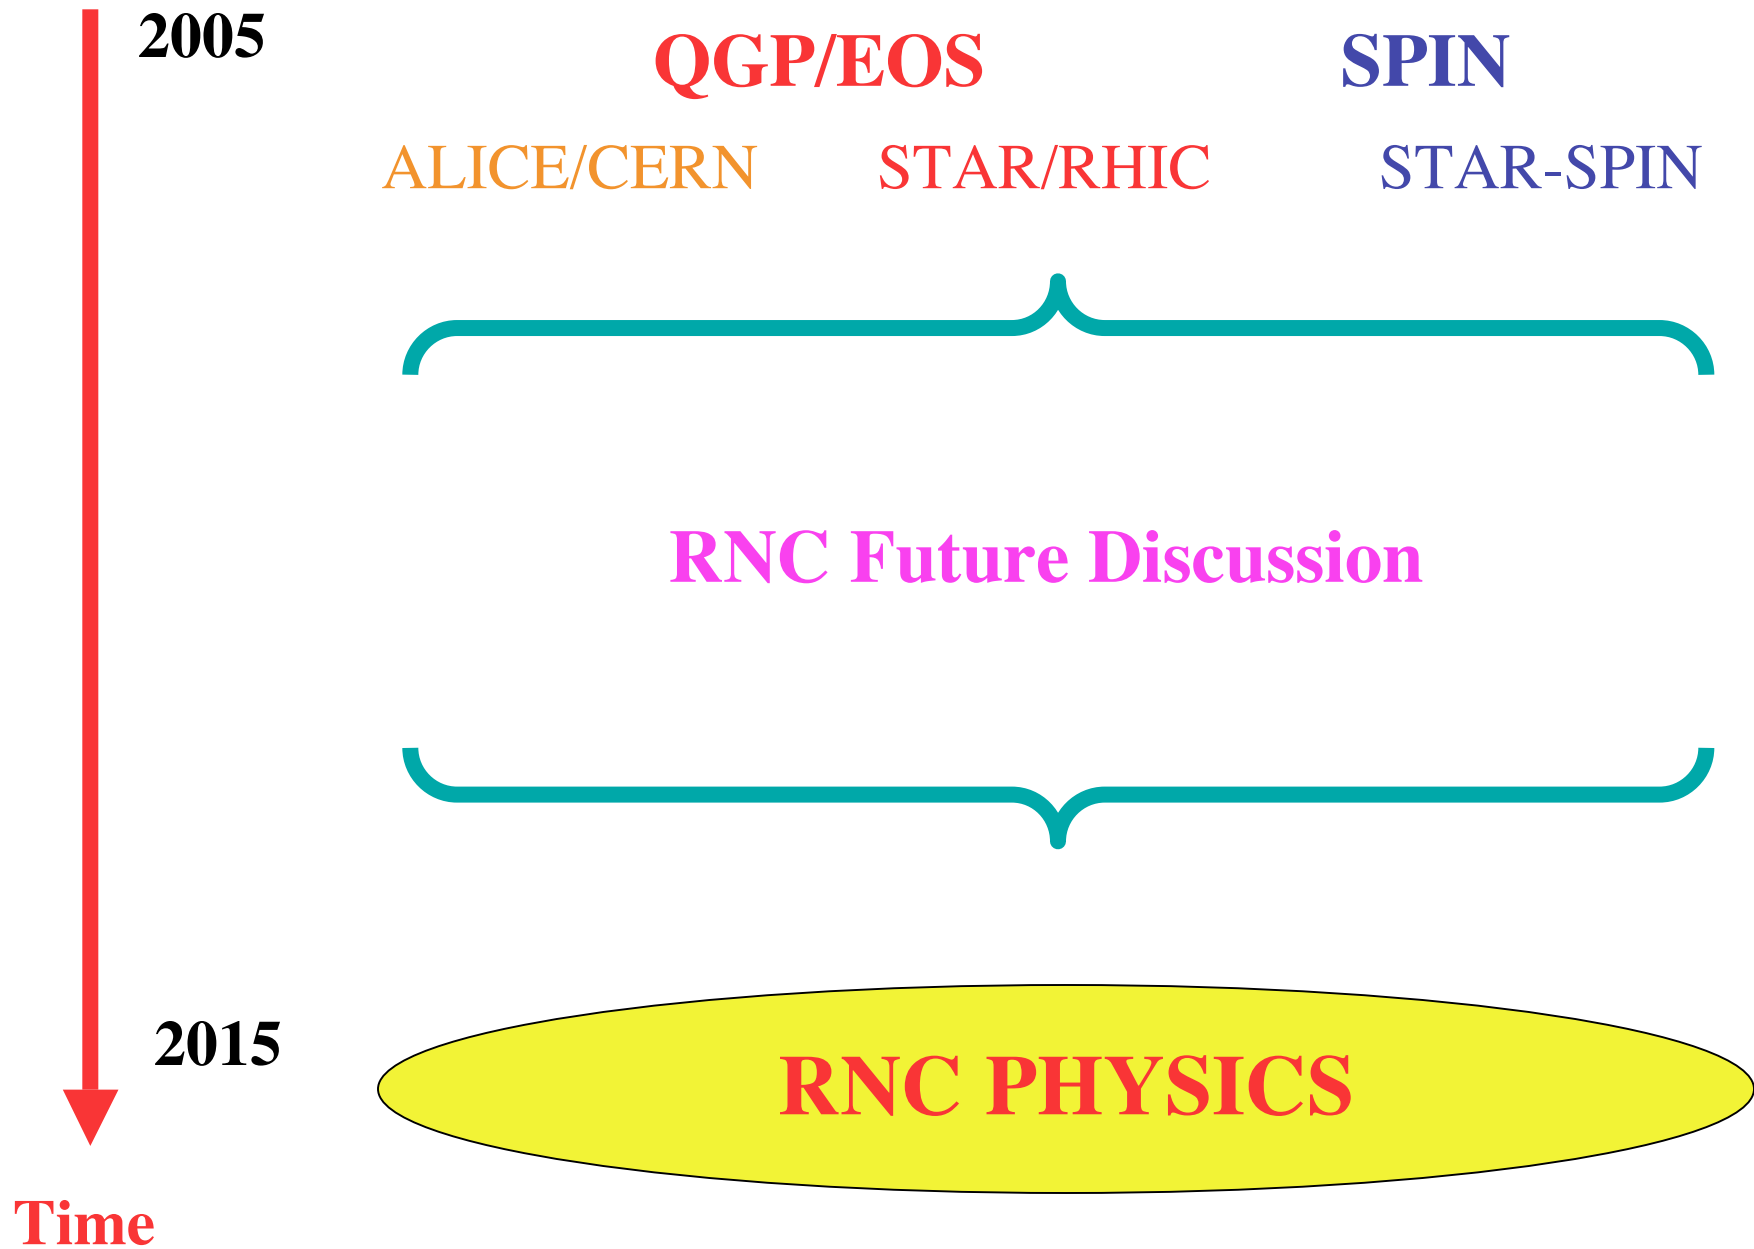 2005
QGP/EOS SPIN
ALICE/CERN STAR/RHIC STAR-SPIN
RNC Future Discussion
2015
RNC PHYSICS
Time